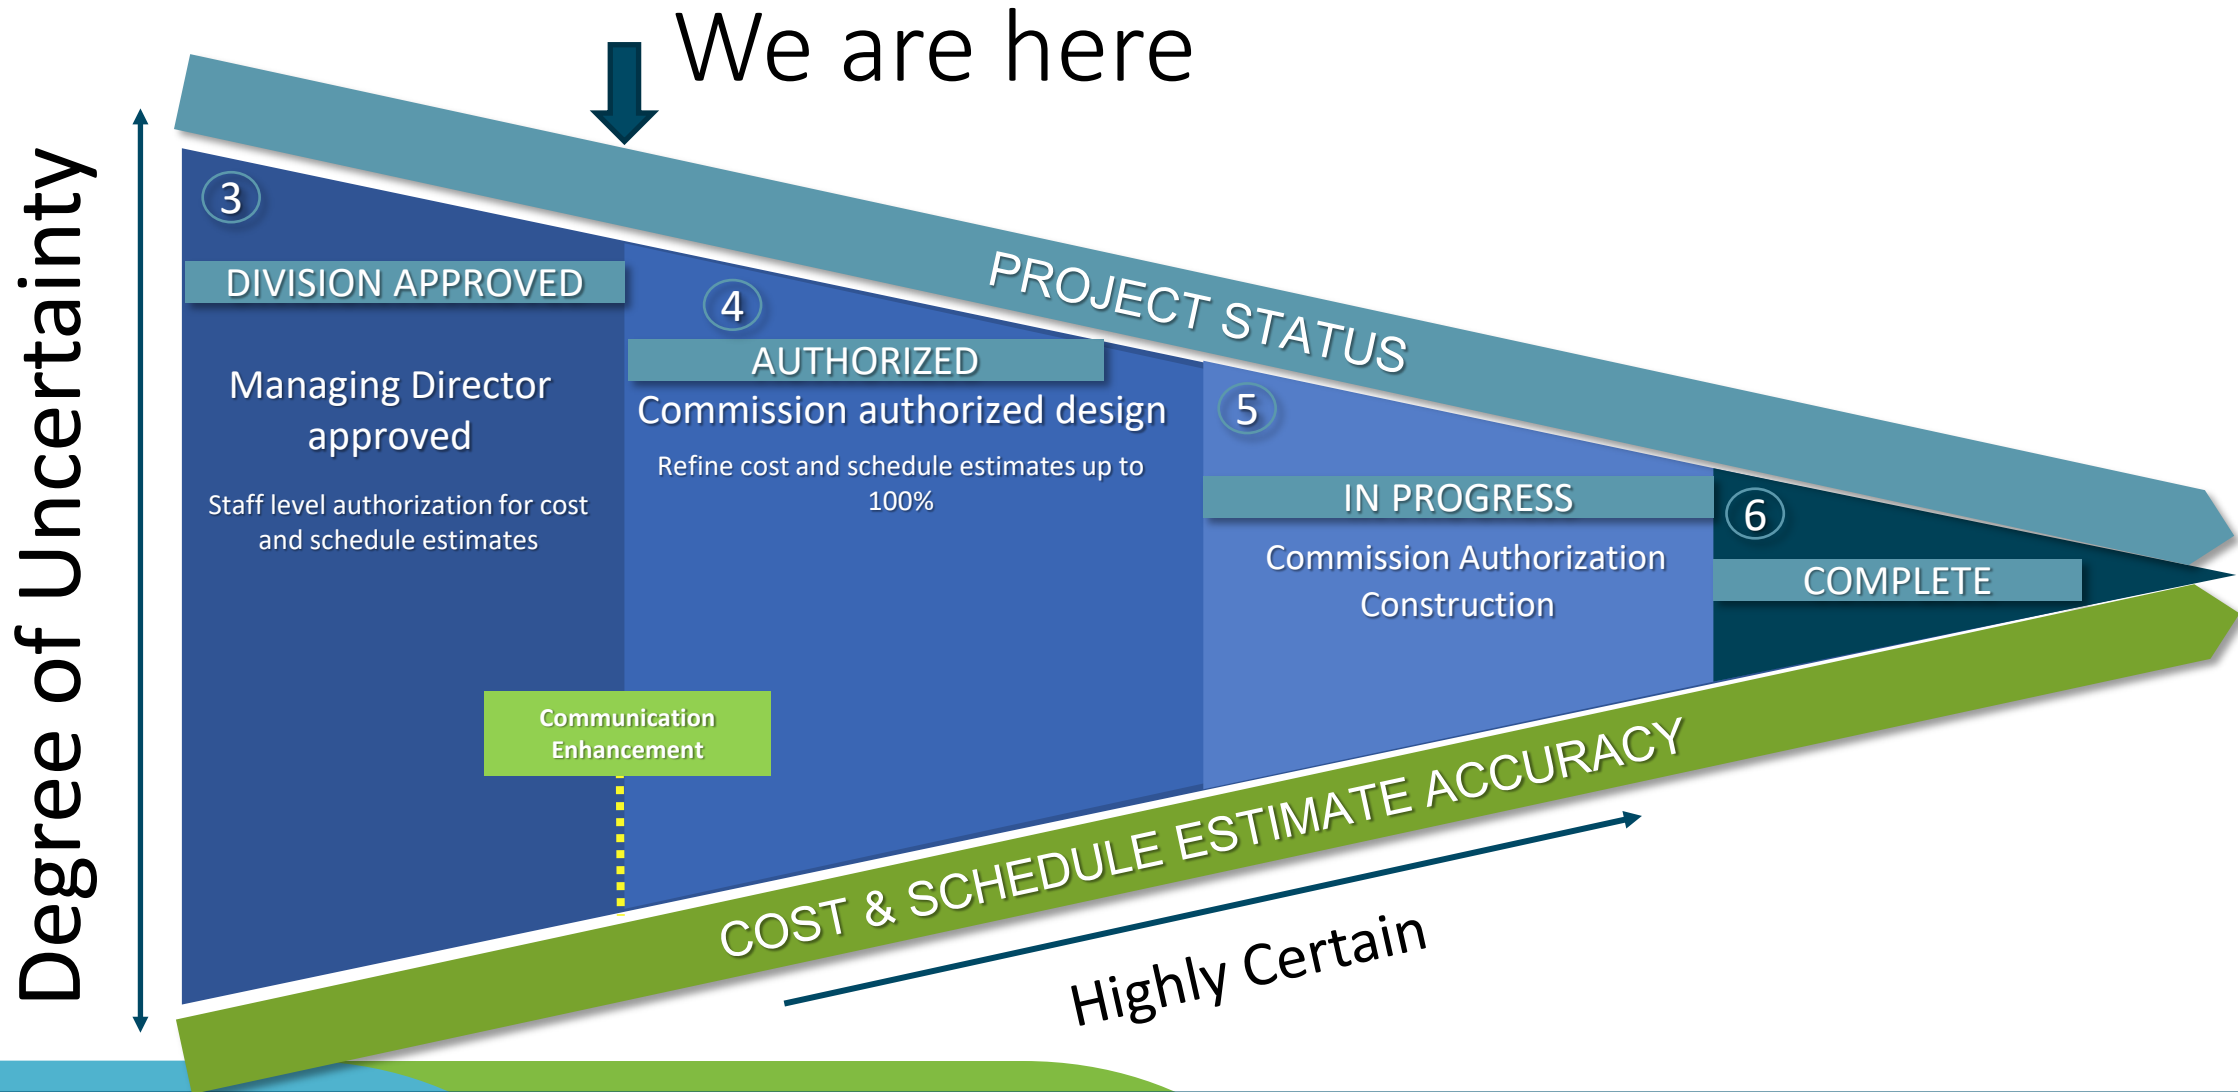 We are here
Degree of Uncertainty
PROJECT STATUS
3
DIVISION APPROVED
Managing Director
approved
Staff level authorization for cost
and schedule estimates
4
AUTHORIZED
Commission authorized design
Refine cost and schedule estimates up to
100%
5
IN PROGRESS
Commission Authorization
Construction
6
COMPLETE
Communication
Enhancement
COST & SCHEDULE ESTIMATE ACCURACY
Highly Certain